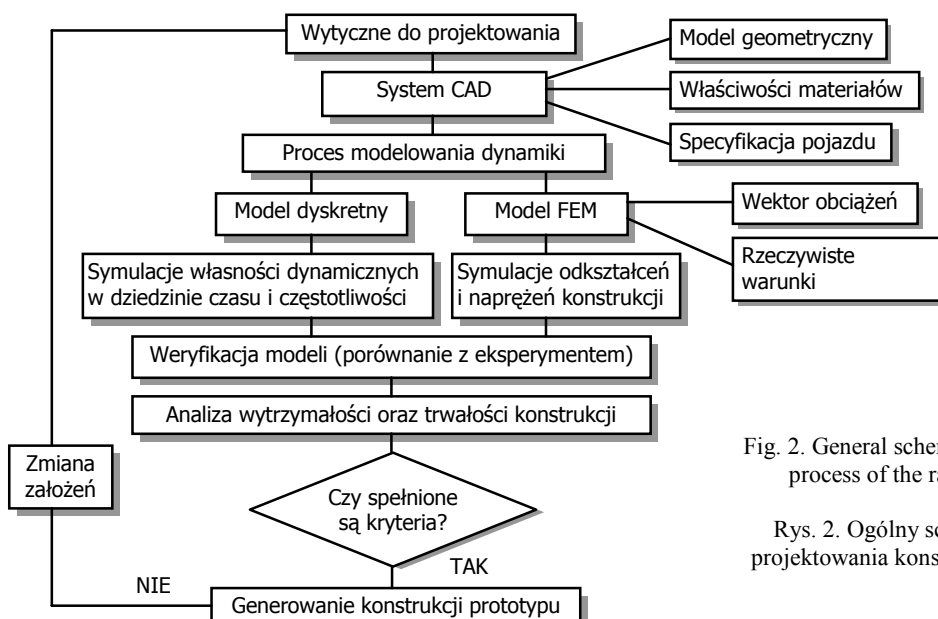 Wytyczne do projektowania
Model geometryczny
System CAD
Właściwości materiałów
Specyfikacja pojazdu
Proces modelowania dynamiki
Model dyskretny
Model FEM
Wektor obciążeń
Rzeczywiste
warunki
Symulacje własności dynamicznych
w dziedzinie czasu i częstotliwości
Symulacje odkształceń
i naprężeń konstrukcji
Weryfikacja modeli (porównanie z eksperymentem)
Analiza wytrzymałości oraz trwałości konstrukcji
Zmiana
założeń
Czy spełnione
są kryteria?
TAK
NIE
Generowanie konstrukcji prototypu
Fig. 2. General
process of the
Rys. 2. Ogólny
projektowania